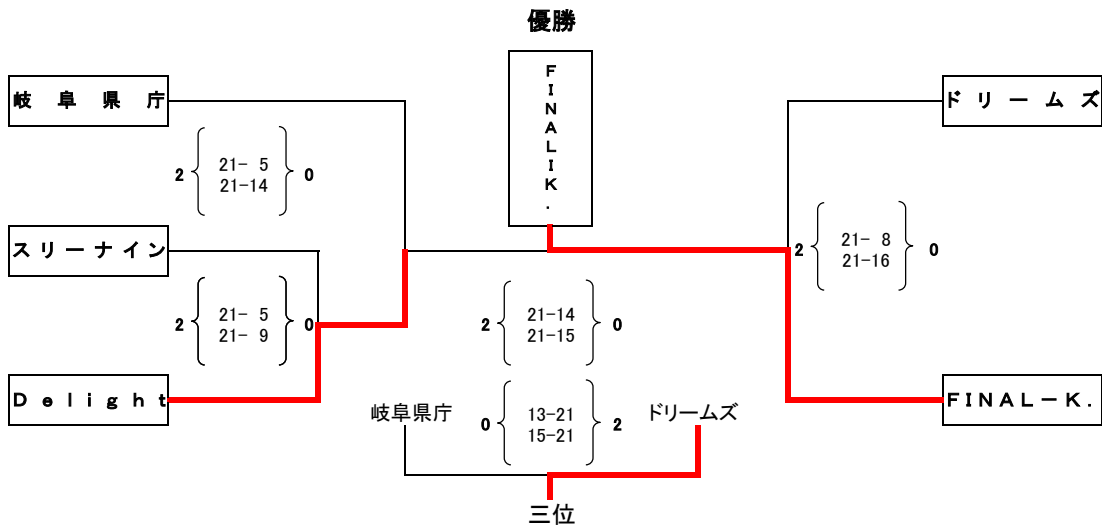 優勝
FINALIK.
岐阜県庁
ドリームズ
2 21- 5 0
21-14
スリーナイン
2 21- 8 0
21-16
2 21- 5 0
21- 9
2 21-14 0
21-15
Delight
FINAL-K.
岐阜県庁 0 13-21 2 ドリームズ
15-21
三位